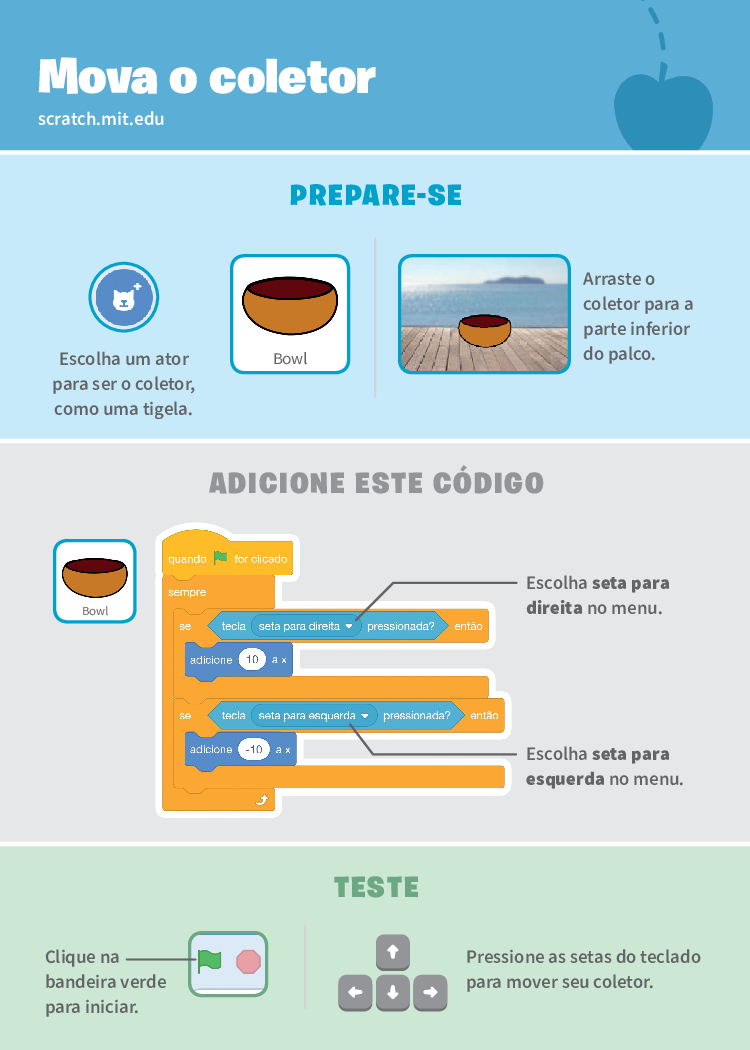 Mova o coletor
scratch.mit.edu
PREPARE-SE
Escolha um ator
para ser o coletor,
como uma tigela.
Bowl
Arraste o
coletor para a
parte inferior
do palco.
ADICIONE ESTE CÓDIGO
Bowl
quando for clicado
sempre
se tecla seta para direita pressionada? então
adicione 10 a x
se tecla seta para esquerda pressionada? então
adicione -10 a x
Escolha seta para
direita no menu.
Escolha seta para
esquerda no menu.
TESTE
Clique na
bandeira verde
para iniciar.
Pressione as setas do teclado
para mover seu coletor.